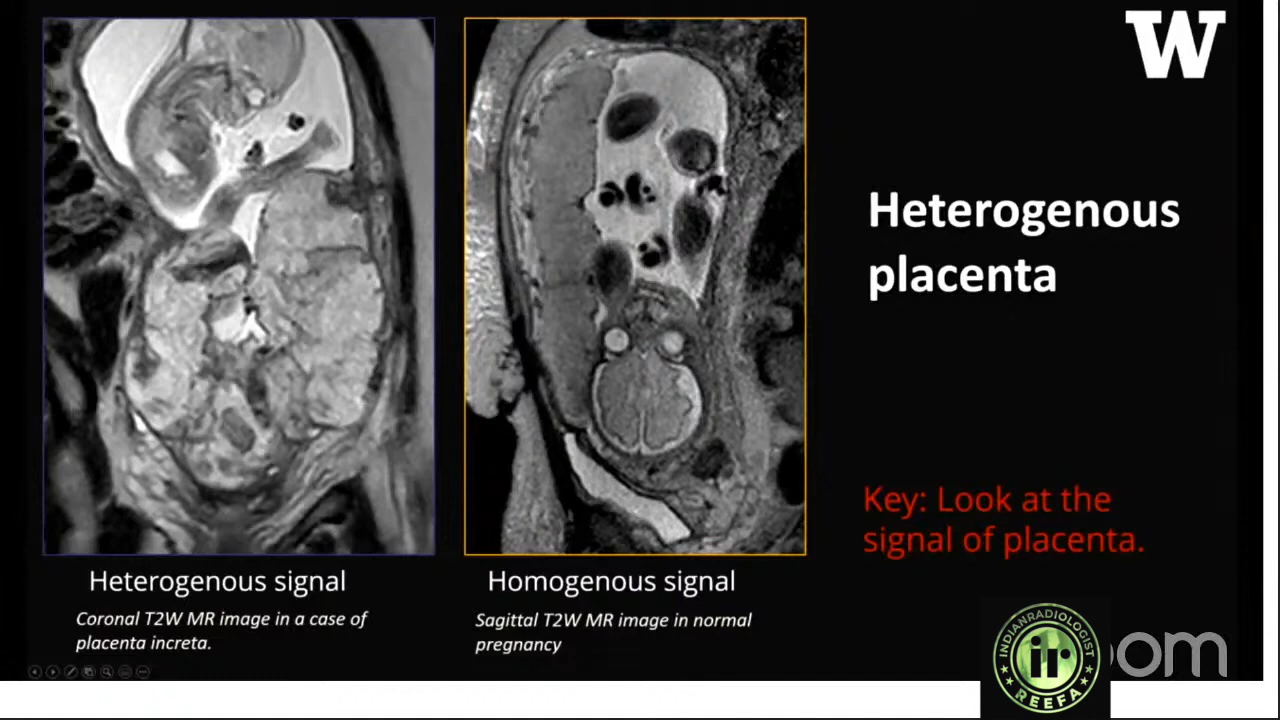 W
Heterogenous
placenta
Key: Look at the
signal of placenta.
Heterogenous signal
Coronal T2W MR image in a case of
placenta increta.
Homogenous signal
Sagittal T2W MR image in normal
pregnancy
INDIANRADIOLOGIST
ir
REEFA
oom